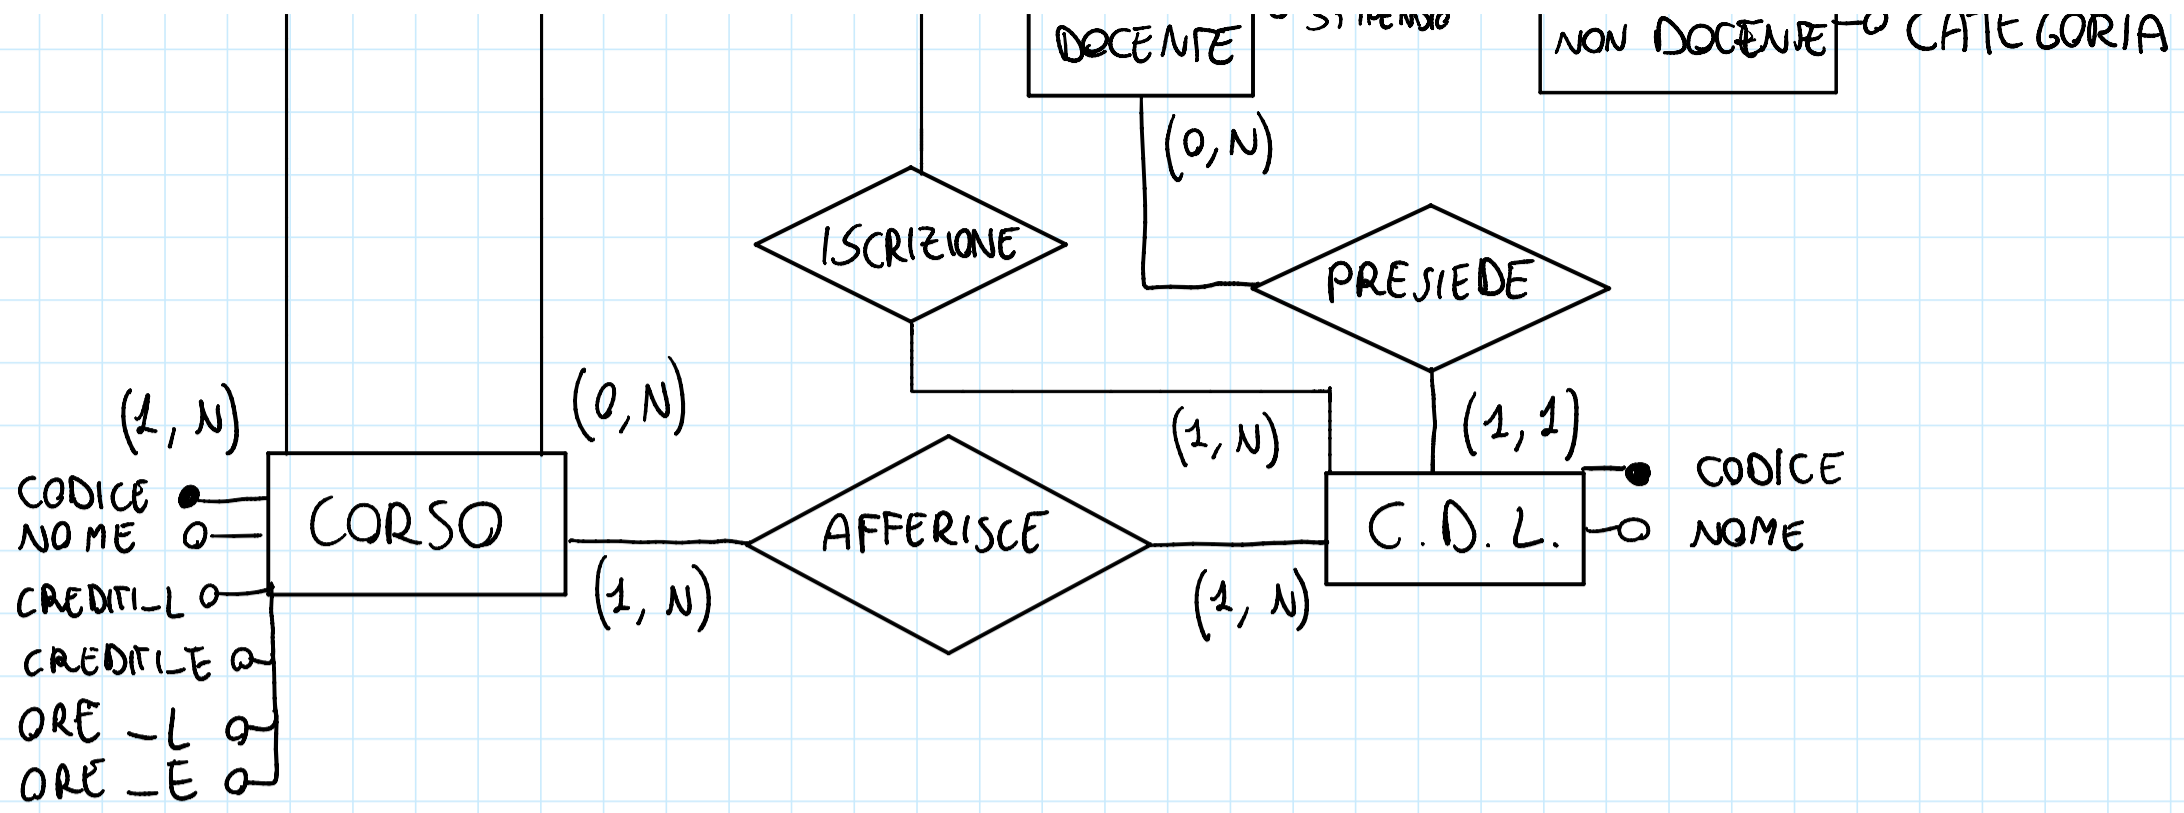 DOCENTE
NON DOCENTE
CATEGORIA
(0,N)
ISCRIZIONE
PRESIEDE
(1,N)
(0,N)
(1,N)
(1,1)
CODICE
NOME
CREDITI_L
CREDITI_E
ORE_L
ORE_E
CORSO
AFFERISCE
(1,N)
(1,N)
C.D.L.
CODICE
NOME